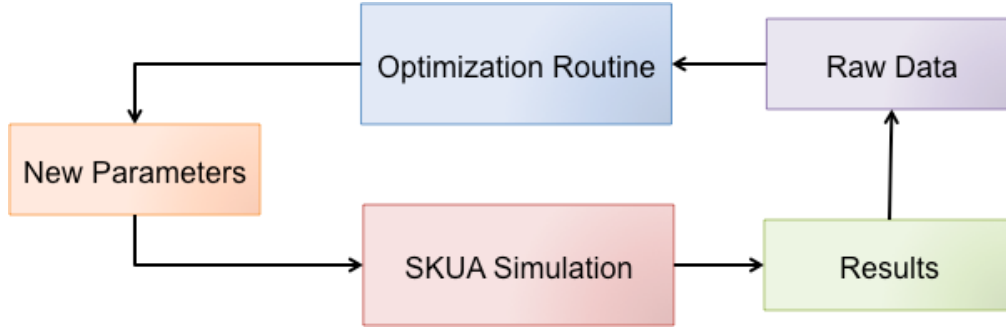 Optimization Routine
Raw Data
New Parameters
SKUA Simulation
Results